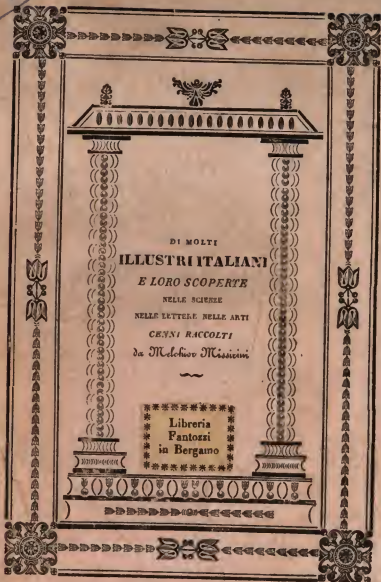 DI MOLTI
ILLUSTRI ITALIANI
E LORO SCOPERTE
NELLE SCIENZE
NELLE LETTERE NELLE ARTI
CENNI RACCOLTI
da Melchior Missirini
Libreria
Fantozzi
in Bergamo